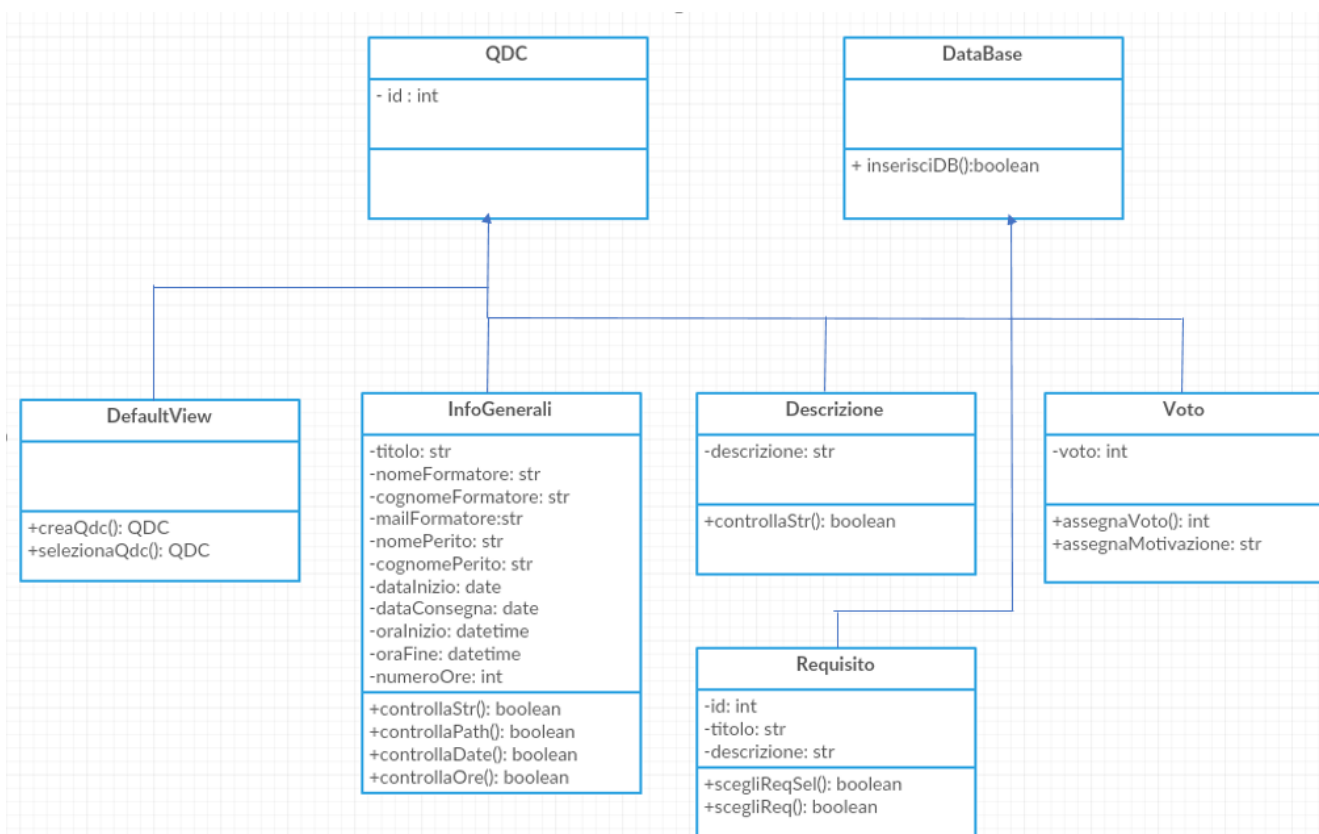 QDC
- id : int
DataBase
+ inserisciDB():boolean
DefaultView
+creaQdc(): QDC
+selezionaQdc(): QDC
InfoGenerali
-titolo: str
-nomeFormatore: str
-cognomeFormatore: str
-mailFormatore:str
-nomePerito: str
-cognomePerito: str
-dataInizio: date
-dataConsegna: date
-oraInizio: datetime
-oraFine: datetime
-numeroOre: int
+controllaStr(): boolean
+controllaPath(): boolean
+controllaDate(): boolean
+controllaOre(): boolean
Descrizione
-descrizione: str
+controllaStr(): boolean
Voto
-voto: int
+assegnaVoto(): int
+assegnaMotivazione: str
Requisito
-id: int
-titolo: str
-descrizione: str
+scegliReqSel(): boolean
+scegliReq(): boolean